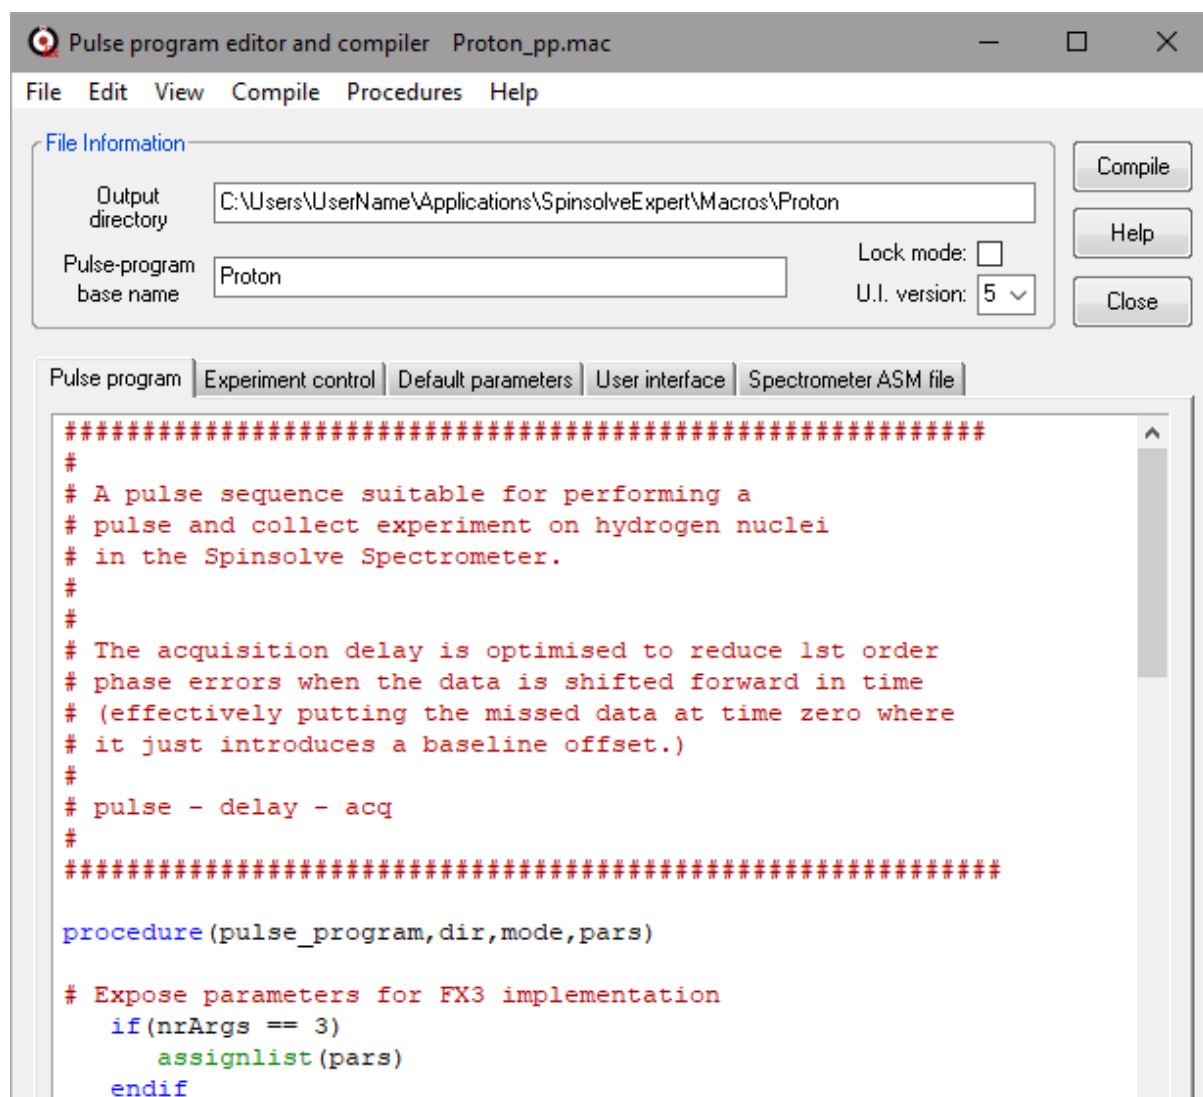 Pulse program editor and compiler Proton_pp.mac
File Edit View Compile Procedures Help
File Information
Output directory
C:\Users\UserName\Applications\SpinsolveExpert\Macros\Proton
Pulse-program base name
Proton
Lock mode:
U.I. version: 5
Compile
Help
Close
Pulse program Experiment control Default parameters User interface Spectrometer ASM file
###########################################################
#
# A pulse sequence suitable for performing a
# pulse and collect experiment on hydrogen nuclei
# in the Spinsolve Spectrometer.
#
#
# The acquisition delay is optimised to reduce 1st order
# phase errors when the data is shifted forward in time
# (effectively putting the missed data at time zero where
# it just introduces a baseline offset.)
#
# pulse - delay - acq
#
############################################################
procedure(pulse_program,dir,mode,pars)
# Expose parameters for FX3 implementation
if(nrArgs == 3)
assignlist(pars)
endif